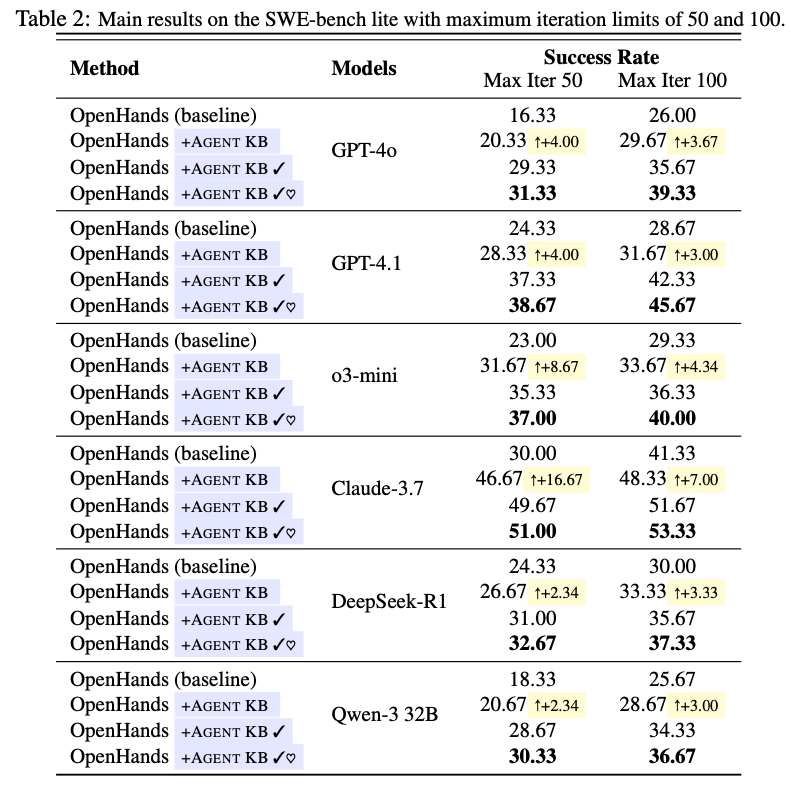 Table 2: Main results on the SWE-bench lite with maximum iteration limits of 50 and 100.
Method Models Success Rate
Max Iter 50 Max Iter 100
OpenHands (baseline) GPT-4o 16.33 26.00
OpenHands +AGENT KB 20.33 ↑+4.00 29.67 ↑+3.67
OpenHands +AGENT KB ✓ 29.33 35.67
OpenHands +AGENT KB ✓♡ 31.33 39.33
OpenHands (baseline) GPT-4.1 24.33 28.67
OpenHands +AGENT KB 28.33 ↑+4.00 31.67 ↑+3.00
OpenHands +AGENT KB ✓ 37.33 42.33
OpenHands +AGENT KB ✓♡ 38.67 45.67
OpenHands (baseline) o3-mini 23.00 29.33
OpenHands +AGENT KB 31.67 ↑+8.67 33.67 ↑+4.34
OpenHands +AGENT KB ✓ 35.33 36.33
OpenHands +AGENT KB ✓♡ 37.00 40.00
OpenHands (baseline) Claude-3.7 30.00 41.33
OpenHands +AGENT KB 46.67 ↑+16.67 48.33 ↑+7.00
OpenHands +AGENT KB ✓ 49.67 51.67
OpenHands +AGENT KB ✓♡ 51.00 53.33
OpenHands (baseline) DeepSeek-R1 24.33 30.00
OpenHands +AGENT KB 26.67 ↑+2.34 33.33 ↑+3.33
OpenHands +AGENT KB ✓ 31.00 35.67
OpenHands +AGENT KB ✓♡ 32.67 37.33
OpenHands (baseline) Qwen-3 32B 18.33 25.67
OpenHands +AGENT KB 20.67 ↑+2.34 28.67 ↑+3.00
OpenHands +AGENT KB ✓ 28.67 34.33
OpenHands +AGENT KB ✓♡ 30.33 36.67